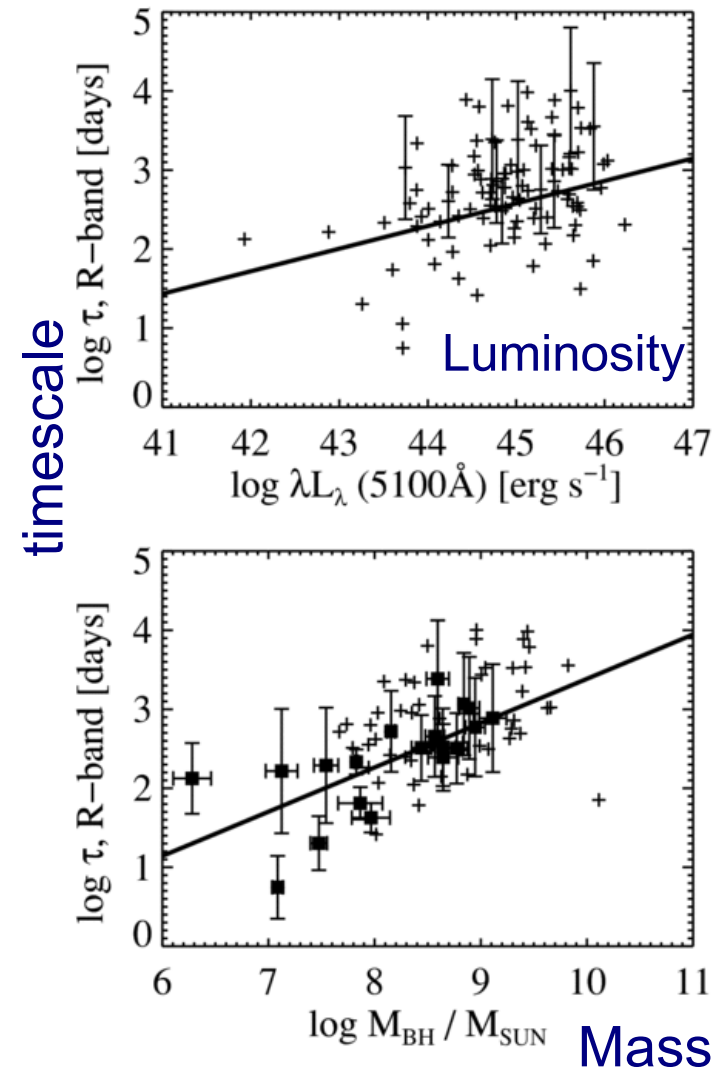 5
4
3
2
1
0
log τ, R−band [days]
timescale
Luminosity
41 42 43 44 45 46 47
log λL_λ (5100Å) [erg s⁻¹]
5
4
3
2
1
0
log τ, R−band [days]
6 7 8 9 10 11
log M_BH / M_SUN
Mass